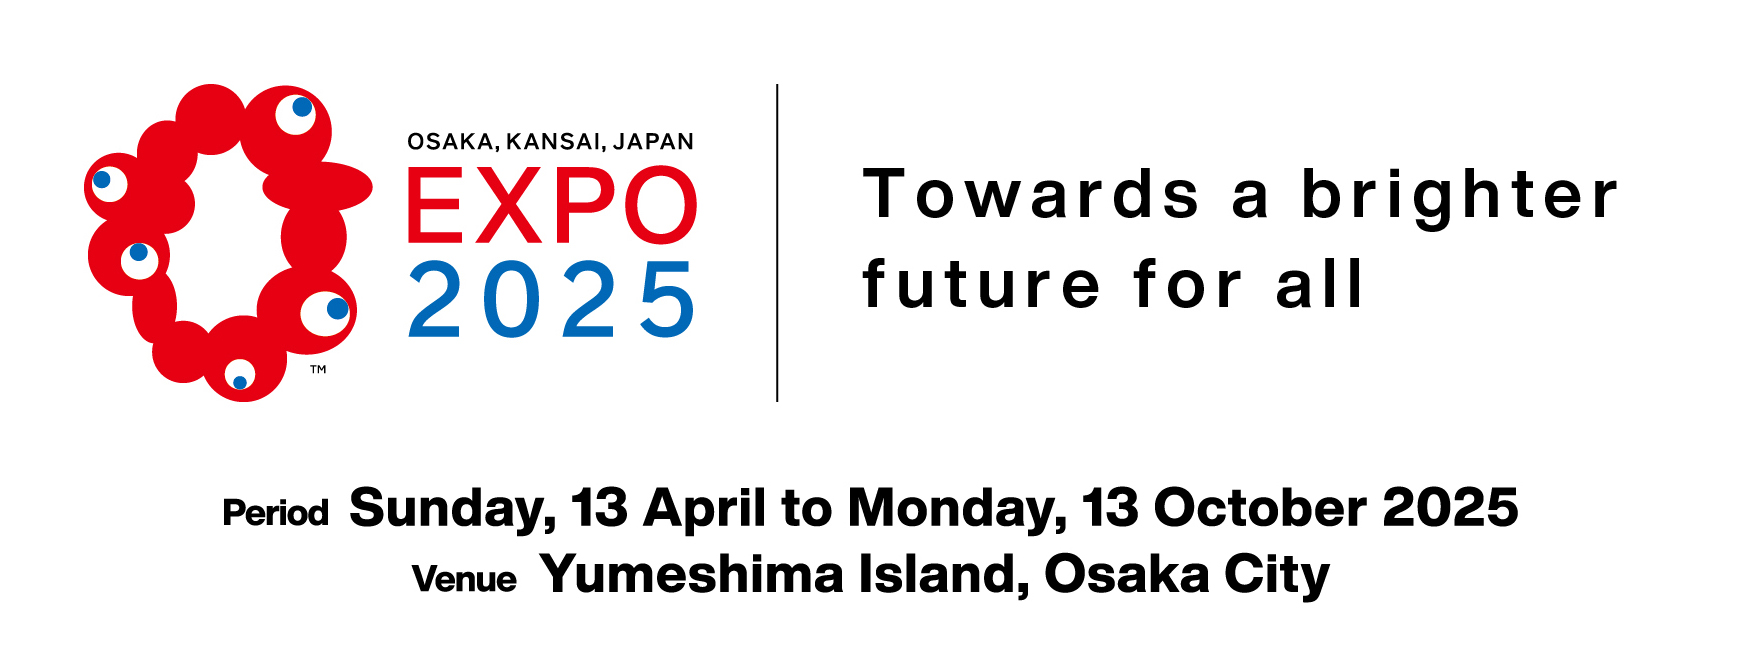 OSAKA, KANSAI, JAPAN
EXPO
2025
TM
Towards a brighter
future for all
Period Sunday, 13 April to Monday, 13 October 2025
Venue Yumeshima Island, Osaka City